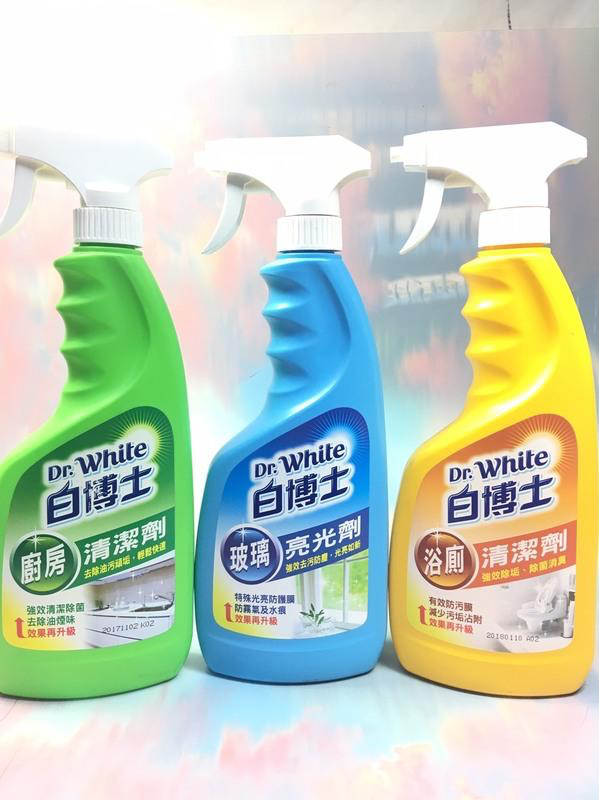 Dr. White
白博士
廚房
清潔劑
去除油污頑垢、輕鬆快速
強效清潔除菌
去除油煙味
效果再升級
20171102 K02
Dr. White
白博士
玻璃
亮光劑
強效去污防塵、光亮如新
特殊光亮防護膜
防霧氣及水痕
效果再升級
Dr. White
白博士
浴廁
清潔劑
強效除垢、除菌消臭
有效防污膜
減少污垢沾附
效果再升級
20180110 A02